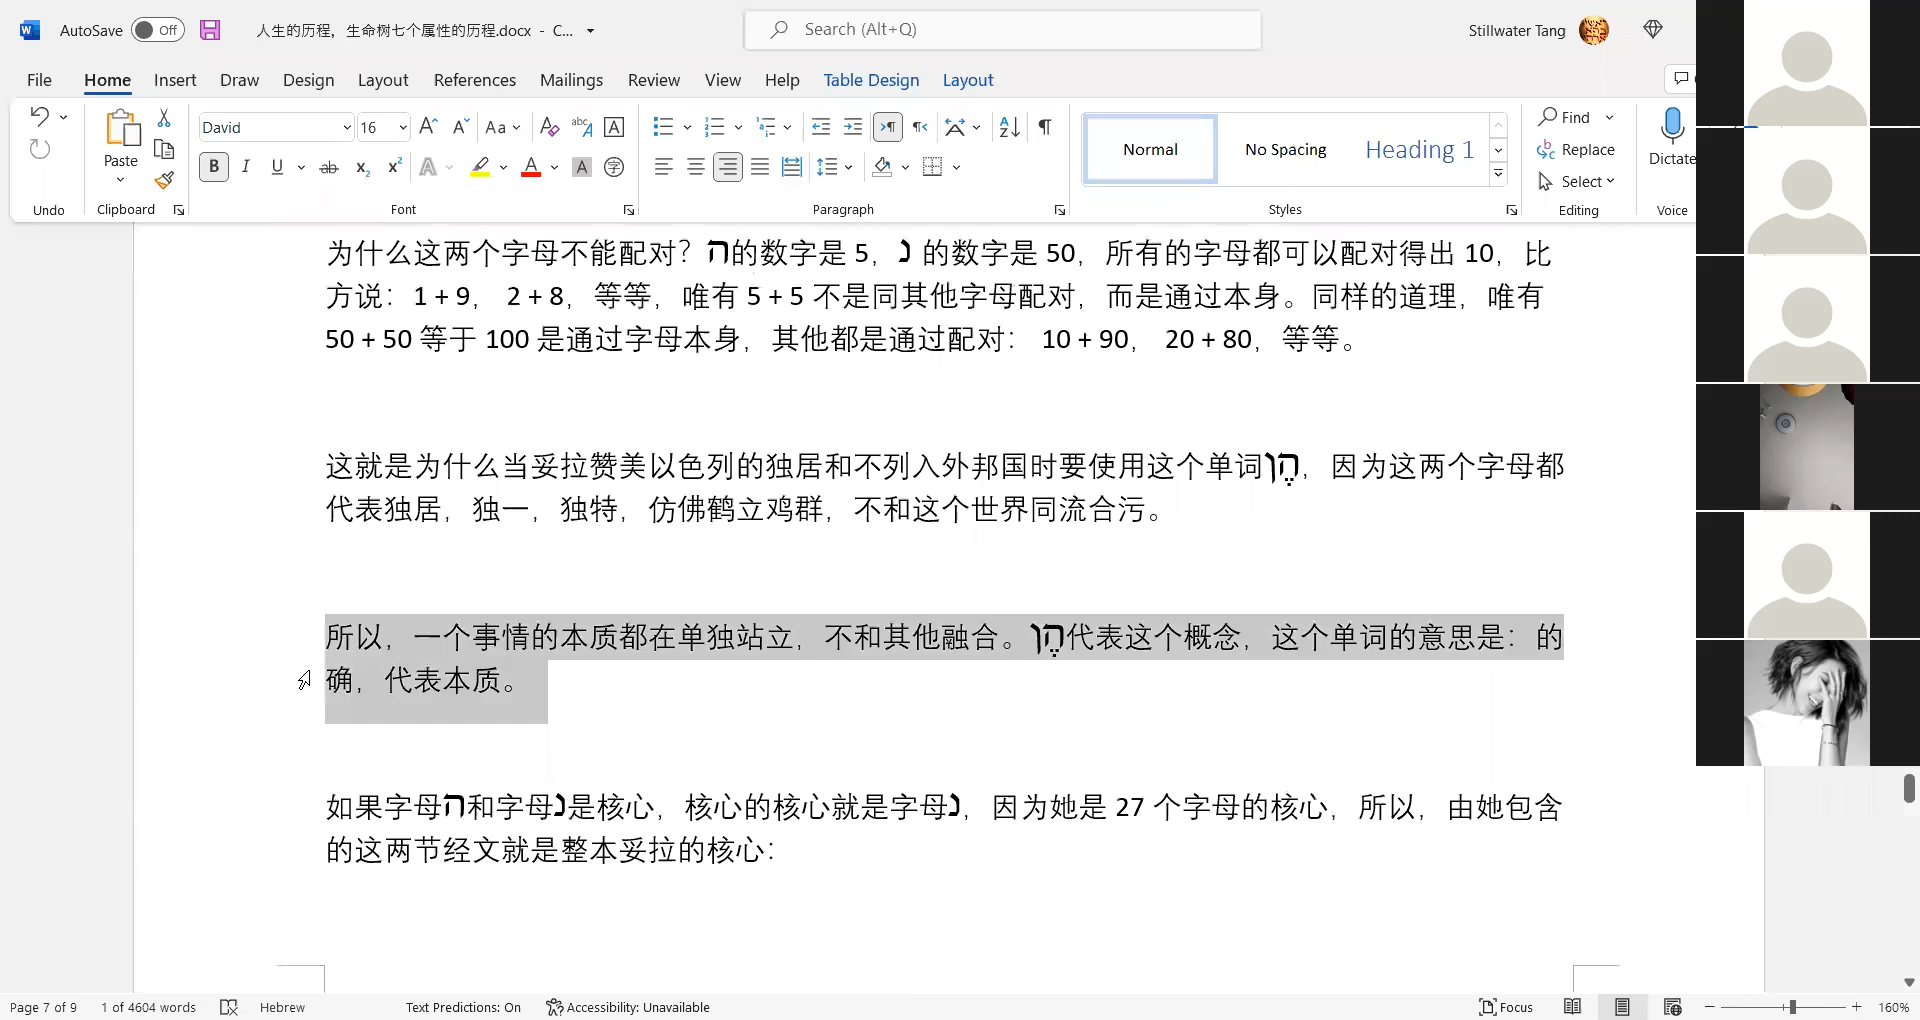 AutoSave Off 人生的历程，生命树七个属性的历程.docx - C... Search (Alt+Q) Stillwater Tang
File Home Insert Draw Design Layout References Mailings Review View Help Table Design Layout
David 16 Aa
Paste
Normal No Spacing Heading 1
Find
Replace
Select
Dictate
Undo Clipboard Font Paragraph Styles Editing Voice
为什么这两个字母不能配对？ה的数字是 5，נ 的数字是 50，所有的字母都可以配对得出 10，比
方说：1 + 9， 2 + 8，等等，唯有 5 + 5 不是同其他字母配对，而是通过本身。同样的道理，唯有
50 + 50 等于 100 是通过字母本身，其他都是通过配对： 10 + 90， 20 + 80，等等。
这就是为什么当妥拉赞美以色列的独居和不列入外邦国时要使用这个单词הֶן，因为这两个字母都
代表独居，独一，独特，仿佛鹤立鸡群，不和这个世界同流合污。
所以，一个事情的本质都在单独站立，不和其他融合。הֶן代表这个概念，这个单词的意思是：的
确，代表本质。
如果字母ה和字母נ是核心，核心的核心就是字母נ，因为她是 27 个字母的核心，所以，由她包含
的这两节经文就是整本妥拉的核心：
Page 7 of 9 1 of 4604 words Hebrew Text Predictions: On Accessibility: Unavailable Focus 160%